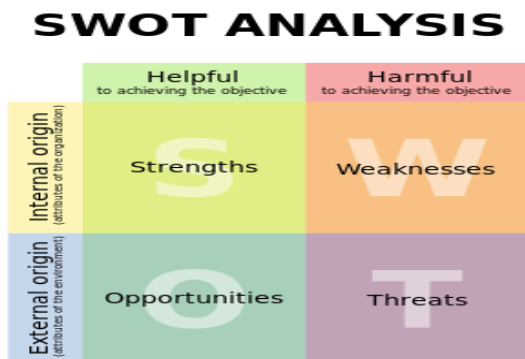 SWOT ANALYSIS
Helpful
to achieving the objective
Harmful
to achieving the objective
Internal origin
(attributes of the organization)
S
Strengths
W
Weaknesses
External origin
(attributes of the environment)
O
Opportunities
T
Threats